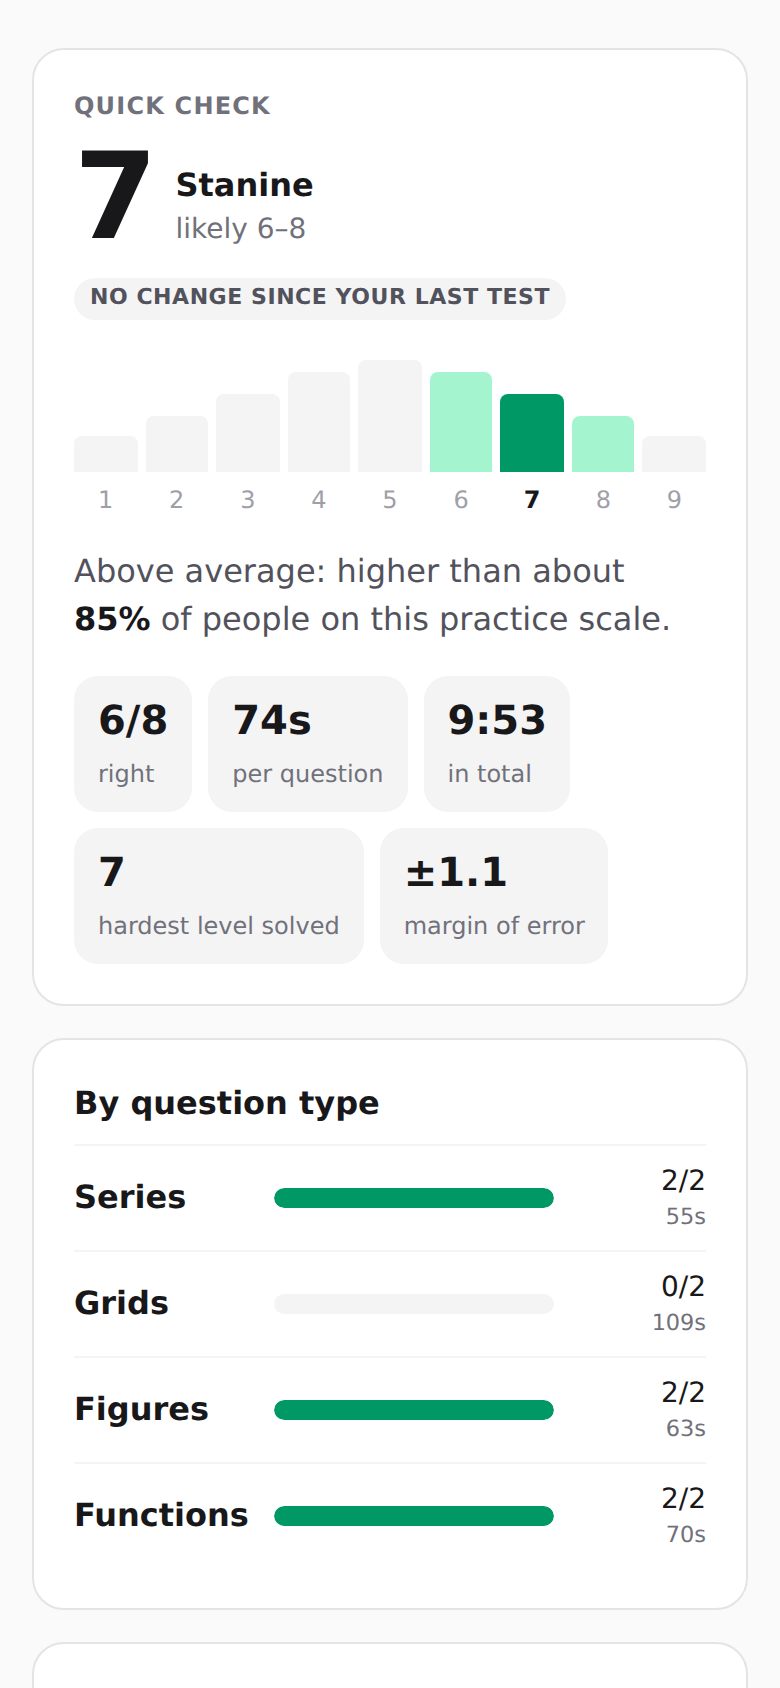 QUICK CHECK
7
Stanine
likely 6–8
NO CHANGE SINCE YOUR LAST TEST
1 2 3 4 5 6 7 8 9
Above average: higher than about
85% of people on this practice scale.
6/8 74s 9:53
right per question in total
7 ±1.1
hardest level solved margin of error
By question type
Series 2/2
55s
Grids 0/2
109s
Figures 2/2
63s
Functions 2/2
70s